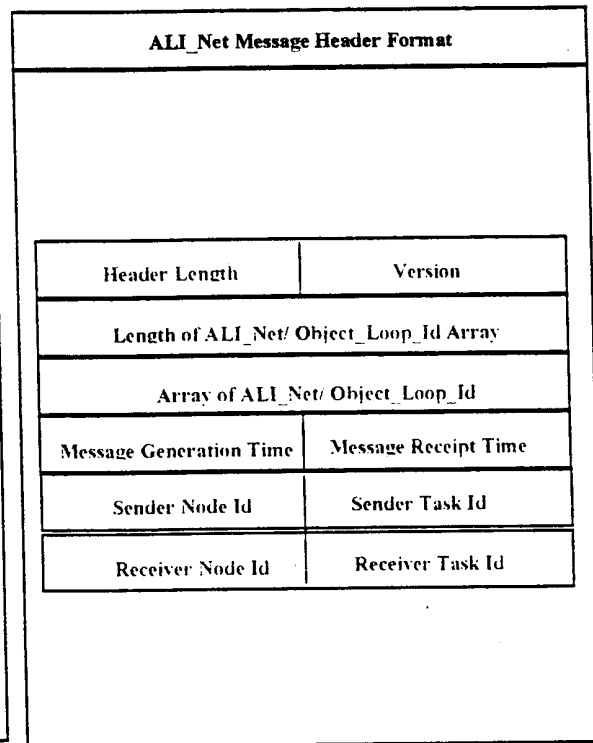 ALI_Net Message Header Format
Header Length Version
Length of ALI_Net/ Object_Loop_Id Array
Array of ALI_Net/ Object_Loop_Id
Message Generation Time Message Receipt Time
Sender Node Id Sender Task Id
Receiver Node Id Receiver Task Id